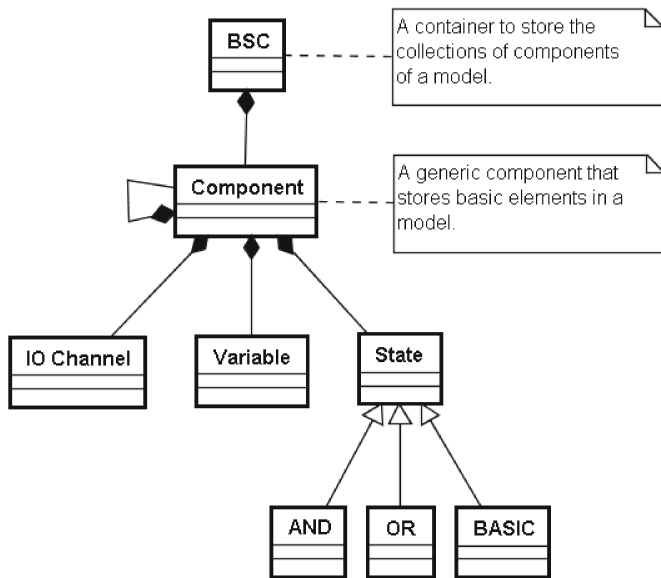 BSC
A container to store the
collections of components
of a model.
Component
A generic component that
stores basic elements in a
model.
IO Channel
Variable
State
AND
OR
BASIC